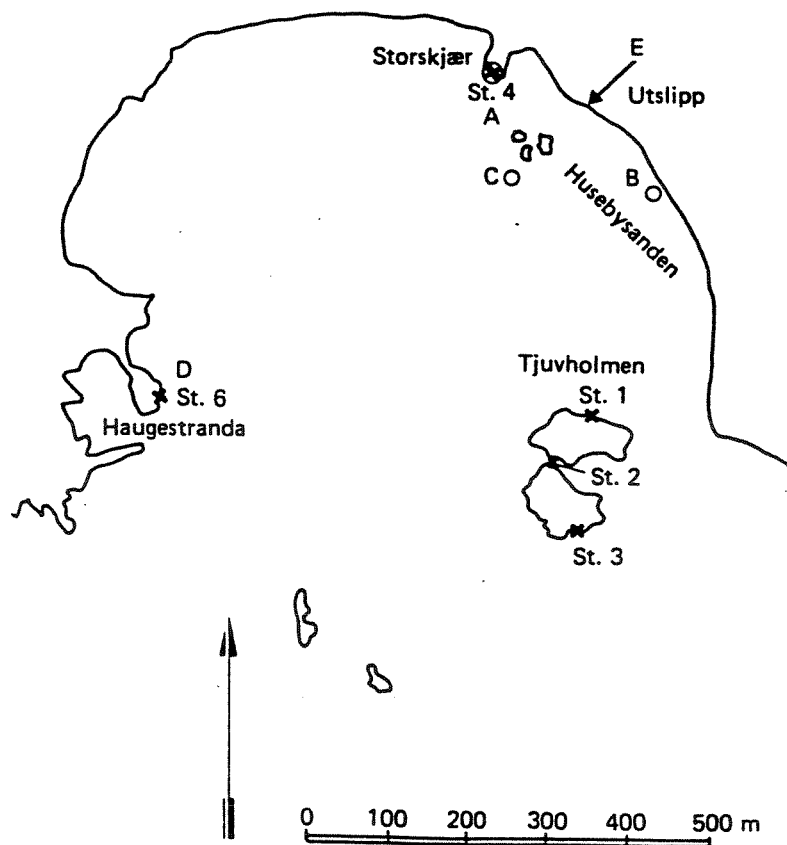 Storskjær
St. 4
A
E
Utslipp
C
B
Husebysanden
D
St. 6
Haugestranda
Tjuvholmen
St. 1
St. 2
St. 3
0 100 200 300 400 500 m